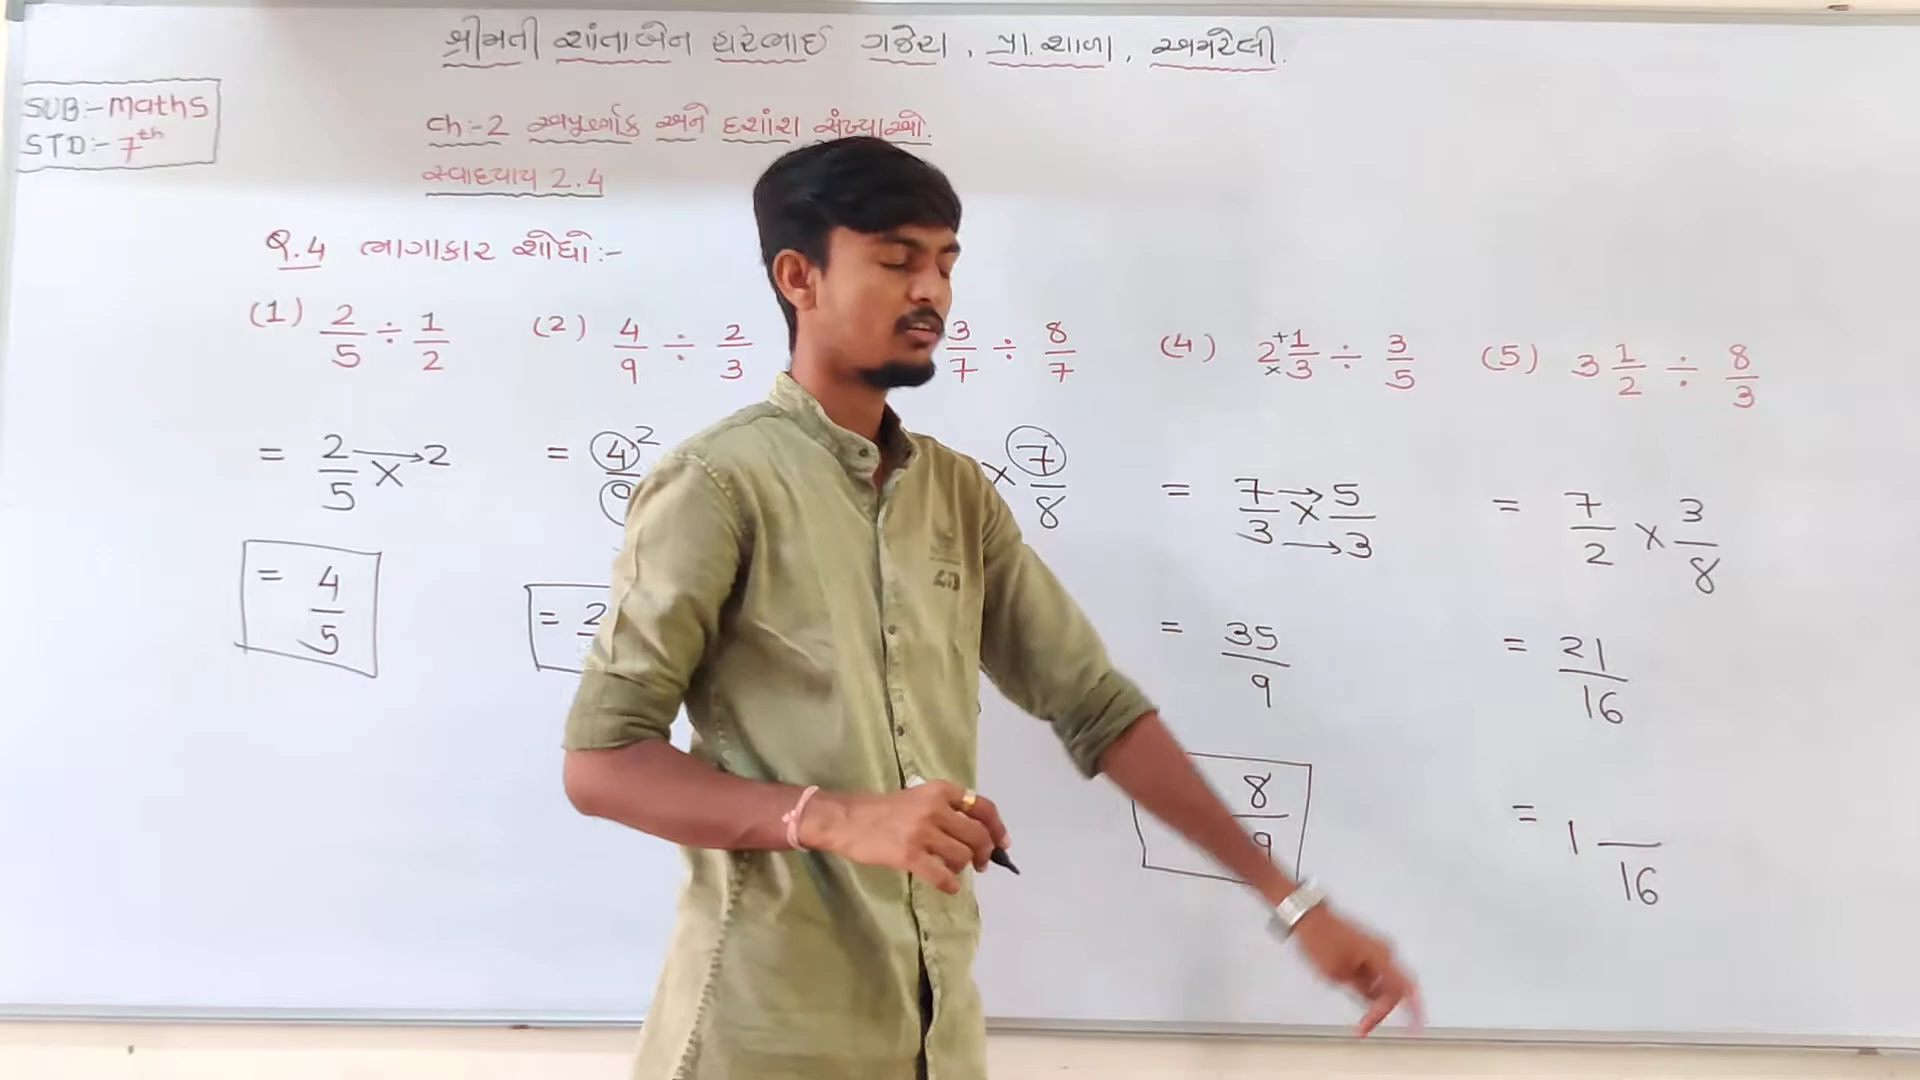 શ્રીમતી શાંતાબેન હરિભાઈ ગજેરા, પ્રા.શાળા, અમરેલી.
SUB:- maths
STD:- 7th
Ch:-2 અપૂર્ણાંક અને દશાંશ સંખ્યાઓ.
સ્વાધ્યાય 2.4
Q.4 ભાગાકાર શોધો:-
(1) 2/5 ÷ 1/2
(2) 4/9 ÷ 2/3
3/7 ÷ 8/7
(4) 2 + 1/3 × ÷ 3/5
(5) 3 1/2 ÷ 8/3
= 2/5 × → 2
= 4 2 / 9
× 7/8
= 7/3 → × → 5/3
= 7/2 × 3/8
= 4/5
= 2
= 35/9
= 21/16
8/9
= 1 /16